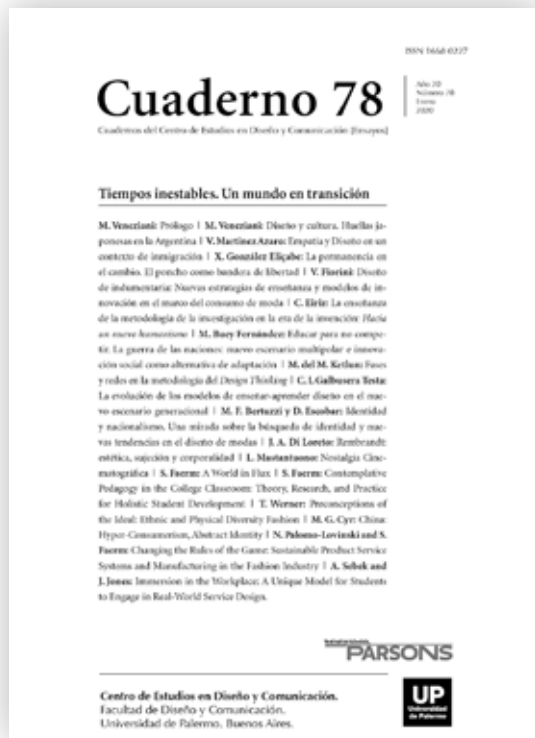 ISSN 1668-0227
Cuaderno 78
Año 20
Número 78
Enero
2020
Cuadernos del Centro de Estudios en Diseño y Comunicación [Ensayos]
Tiempos inestables. Un mundo en transición
M. Veneziani: Prólogo | M. Veneziani: Diseño y cultura. Huellas ja-
ponesas en la Argentina | V. Martínez Azaro: Empatía y Diseño en un
contexto de inmigración | X. González Eliçabe: La permanencia en
el cambio. El poncho como bandera de libertad | V. Fiorini: Diseño
de indumentaria: Nuevas estrategias de enseñanza y modelos de in-
novación en el marco del consumo de moda | C. Eiriz: La enseñanza
de la metodología de la investigación en la era de la invención: Hacia
un nuevo humanismo | M. Buey Fernández: Educar para no compe-
tir. La guerra de las naciones: nuevo escenario multipolar e innova-
ción social como alternativa de adaptación | M. del M. Ketlun: Fases
y redes en la metodología del Design Thinking | C. I. Galbusera Testa:
La evolución de los modelos de enseñar-aprender diseño en el nue-
vo escenario generacional | M. F. Bertuzzi y D. Escobar: Identidad
y nacionalismo. Una mirada sobre la búsqueda de identidad y nue-
vas tendencias en el diseño de modas | J. A. Di Loreto: Rembrandt:
estética, sujeción y corporalidad | L. Mastantuono: Nostalgia Cine-
matográfica | S. Faerm: A World in Flux | S. Faerm: Contemplative
Pedagogy in the College Classroom: Theory, Research, and Practice
for Holistic Student Development | T. Werner: Preconceptions of
the Ideal: Ethnic and Physical Diversity Fashion | M. G. Cyr: China:
Hyper-Consumerism, Abstract Identity | N. Palomo-Lovinski and S.
Faerm: Changing the Rules of the Game: Sustainable Product Service
Systems and Manufacturing in the Fashion Industry | A. Sebek and
J. Jones: Immersion in the Workplace: A Unique Model for Students
to Engage in Real-World Service Design.
PARSONS
Centro de Estudios en Diseño y Comunicación.
Facultad de Diseño y Comunicación.
Universidad de Palermo. Buenos Aires.
UP
Universidad
de Palermo